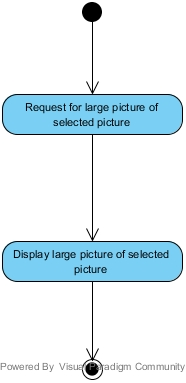 Request for large picture of
selected picture
Display large picture of selected
picture
Powered By Visual Paradigm Community